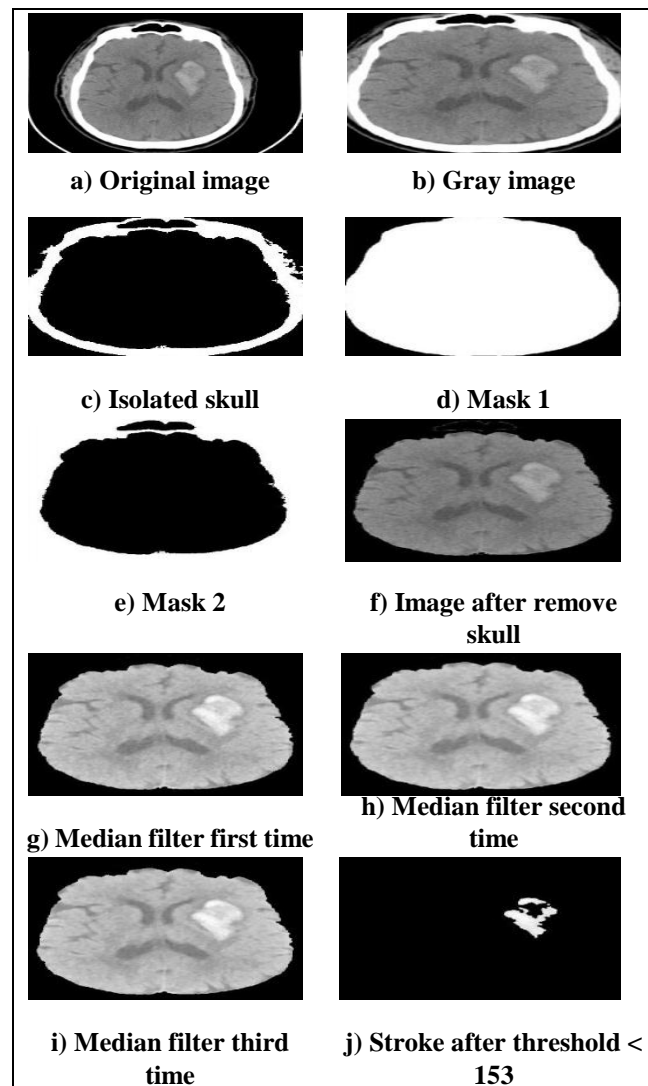 a) Original image
b) Gray image
c) Isolated skull
d) Mask 1
e) Mask 2
f) Image after remove
skull
g) Median filter first time
h) Median filter second
time
i) Median filter third
time
j) Stroke after threshold <
153